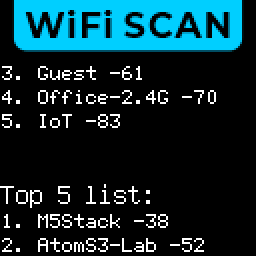 WiFi SCAN
3. Guest -61
4. Office-2.4G -70
5. IoT -83
Top 5 list:
1. M5Stack -38
2. AtomS3-Lab -52